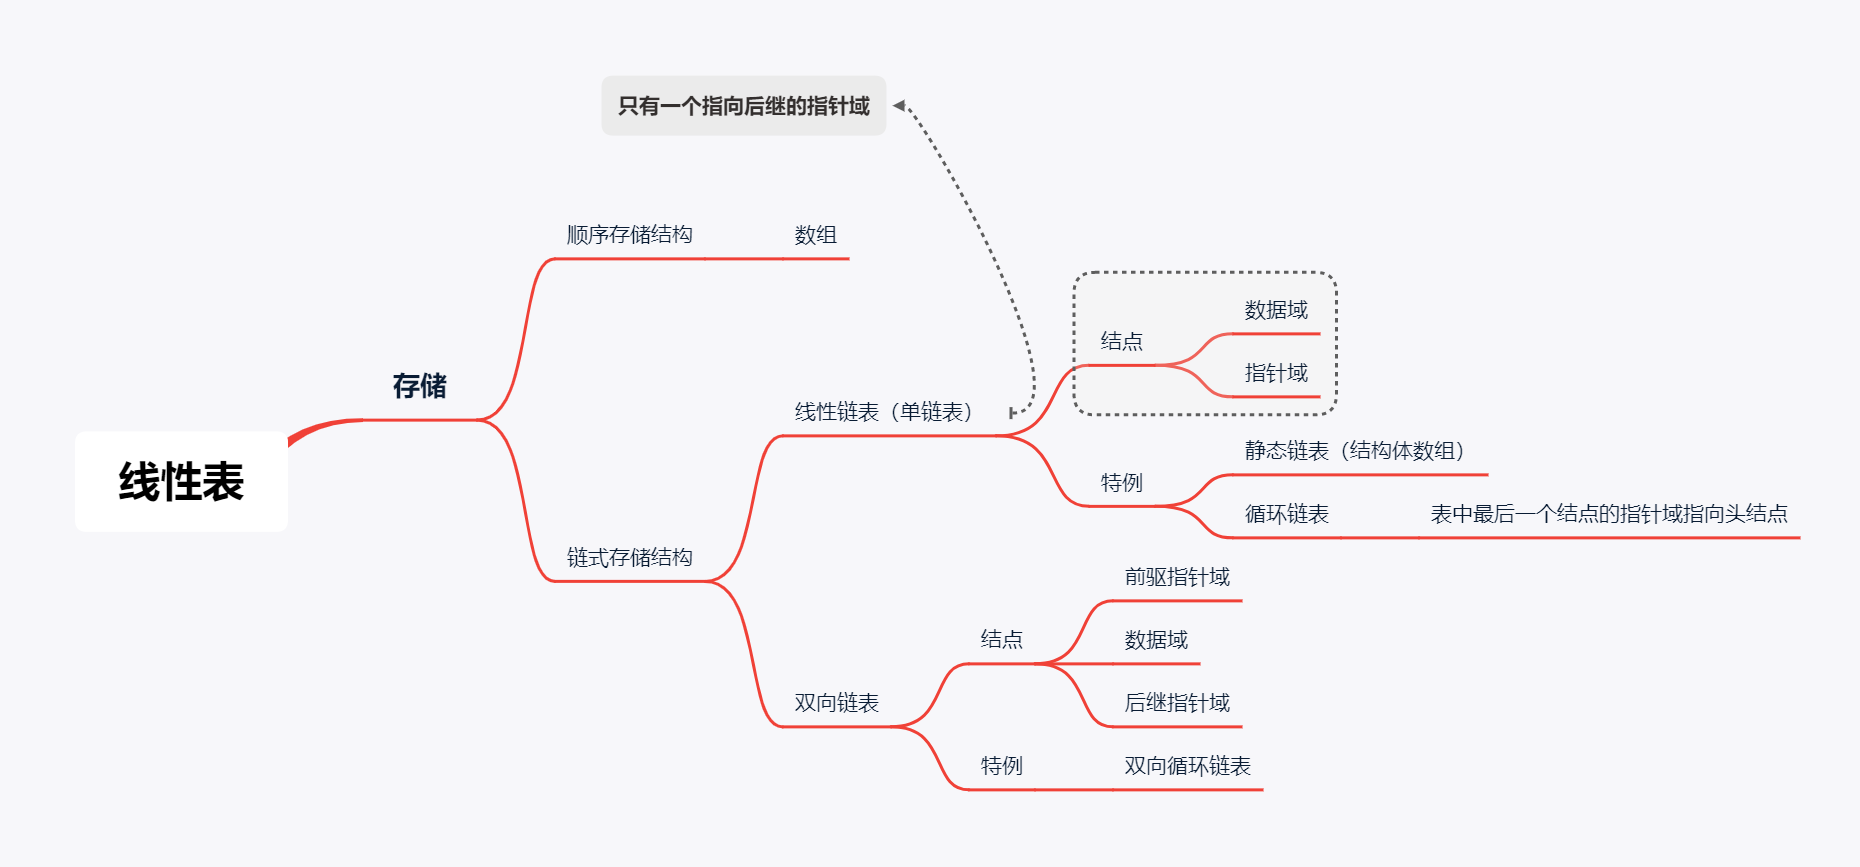 只有一个指向后继的指针域
线性表
存储
顺序存储结构
数组
链式存储结构
线性链表（单链表）
结点
数据域
指针域
特例
静态链表（结构体数组）
循环链表
表中最后一个结点的指针域指向头结点
双向链表
结点
前驱指针域
数据域
后继指针域
特例
双向循环链表